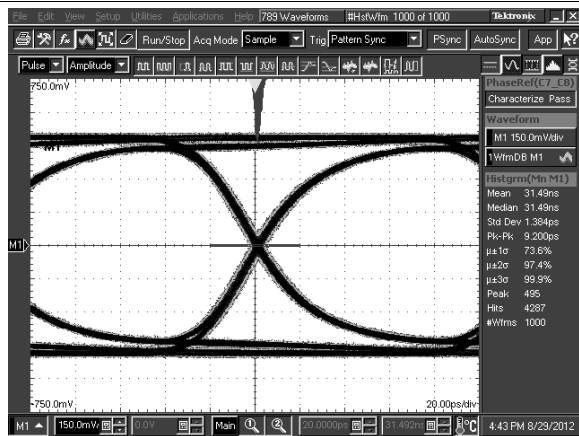 File Edit View Setup Utilities Applications Help 789 Waveforms #HstWfm 1000 of 1000 Tektronix
Run/Stop Acq Mode Sample Trig Pattern Sync PSync AutoSync App
Pulse Amplitude
750.0mV
M1
M1
-750.0mV
20.00ps/div
PhaseRef(C7_C8)
Characterize Pass
Waveform
M1 150.0mV/div
1WfmDB M1
Histgrm(Mn M1)
Mean 31.49ns
Median 31.49ns
Std Dev 1.384ps
Pk-Pk 9.200ps
µ±1σ 73.6%
µ±2σ 97.4%
µ±3σ 99.9%
Peak 495
Hits 4287
#Wfms 1000
M1 150.0mV/ 0.0V Main 1 2 20.0000ps 31.492ns °C 4:43 PM 8/29/2012